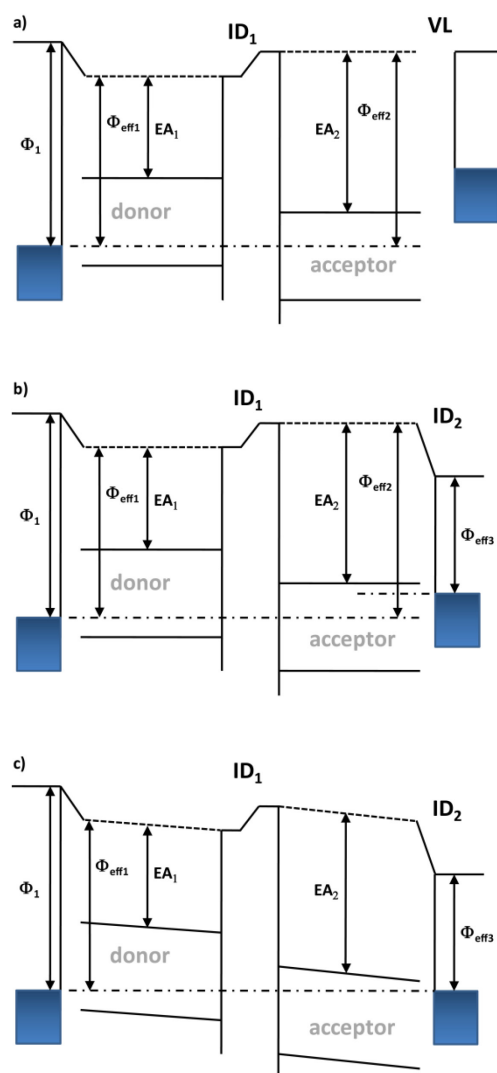 a)
ID₁
VL
Φ₁
Φeff1
EA₁
EA₂
Φeff2
donor
acceptor
b)
ID₁
ID₂
Φ₁
Φeff1
EA₁
EA₂
Φeff2
Φeff3
donor
acceptor
c)
ID₁
ID₂
Φ₁
Φeff1
EA₁
EA₂
Φeff3
donor
acceptor